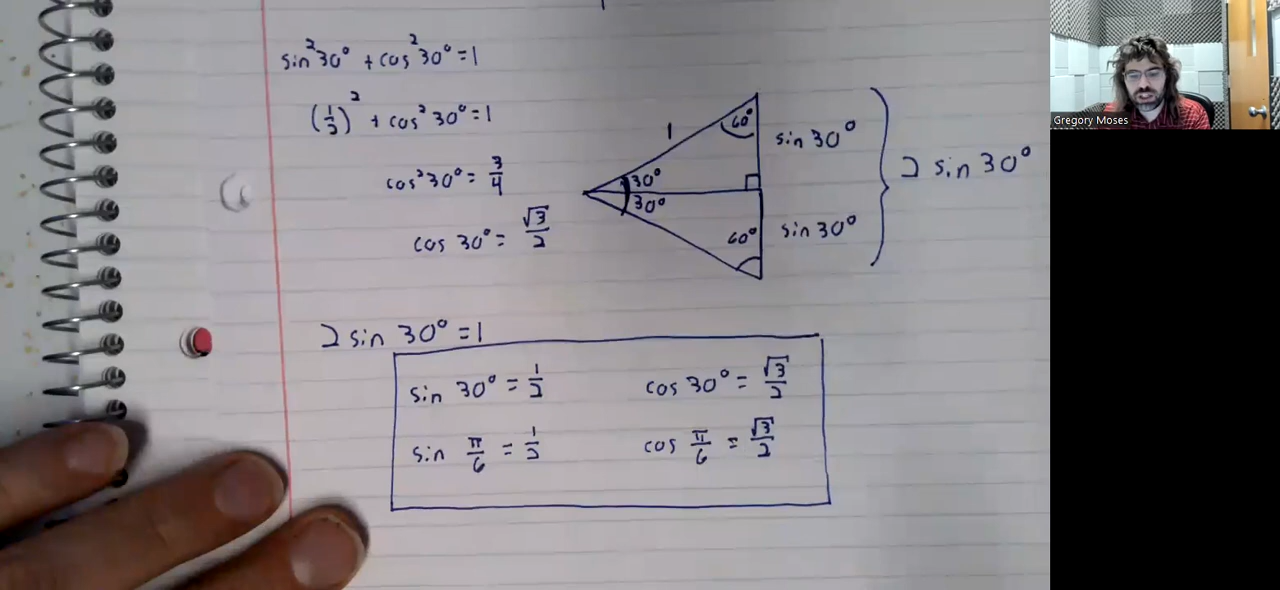 sin²30° + cos²30° = 1
(1/2)² + cos²30° = 1
cos²30° = 3/4
cos 30° = √3/2
1
60°
30°
30°
60°
sin 30°
sin 30°
2 sin 30°
2 sin 30° = 1
sin 30° = 1/2
cos 30° = √3/2
sin π/6 = 1/2
cos π/6 = √3/2
Gregory Moses